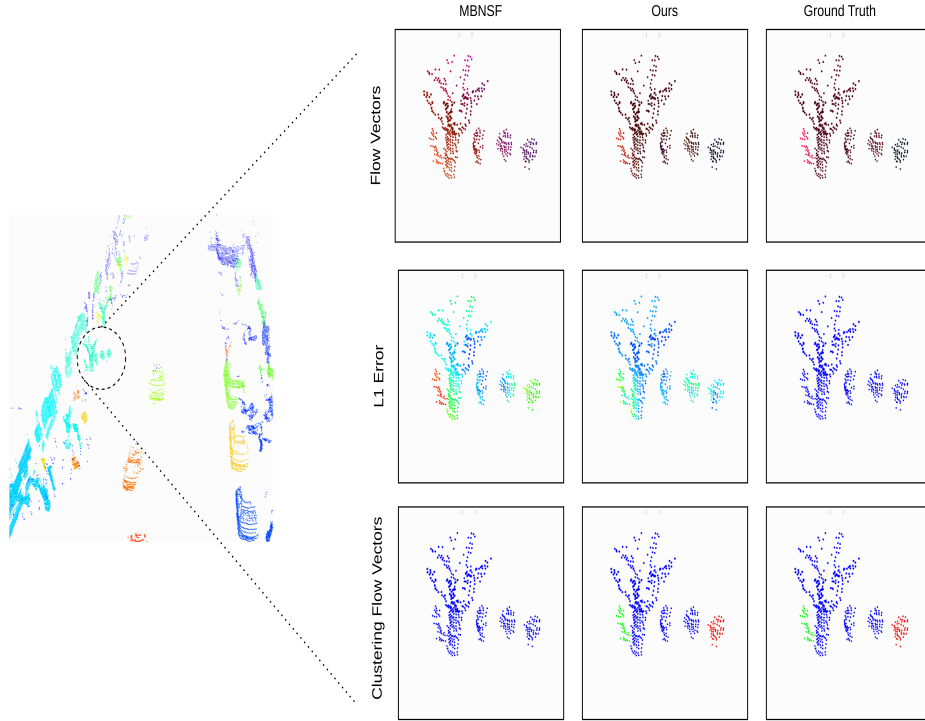 MBNSF
Ours
Ground Truth
Flow Vectors
L1 Error
Clustering Flow Vectors